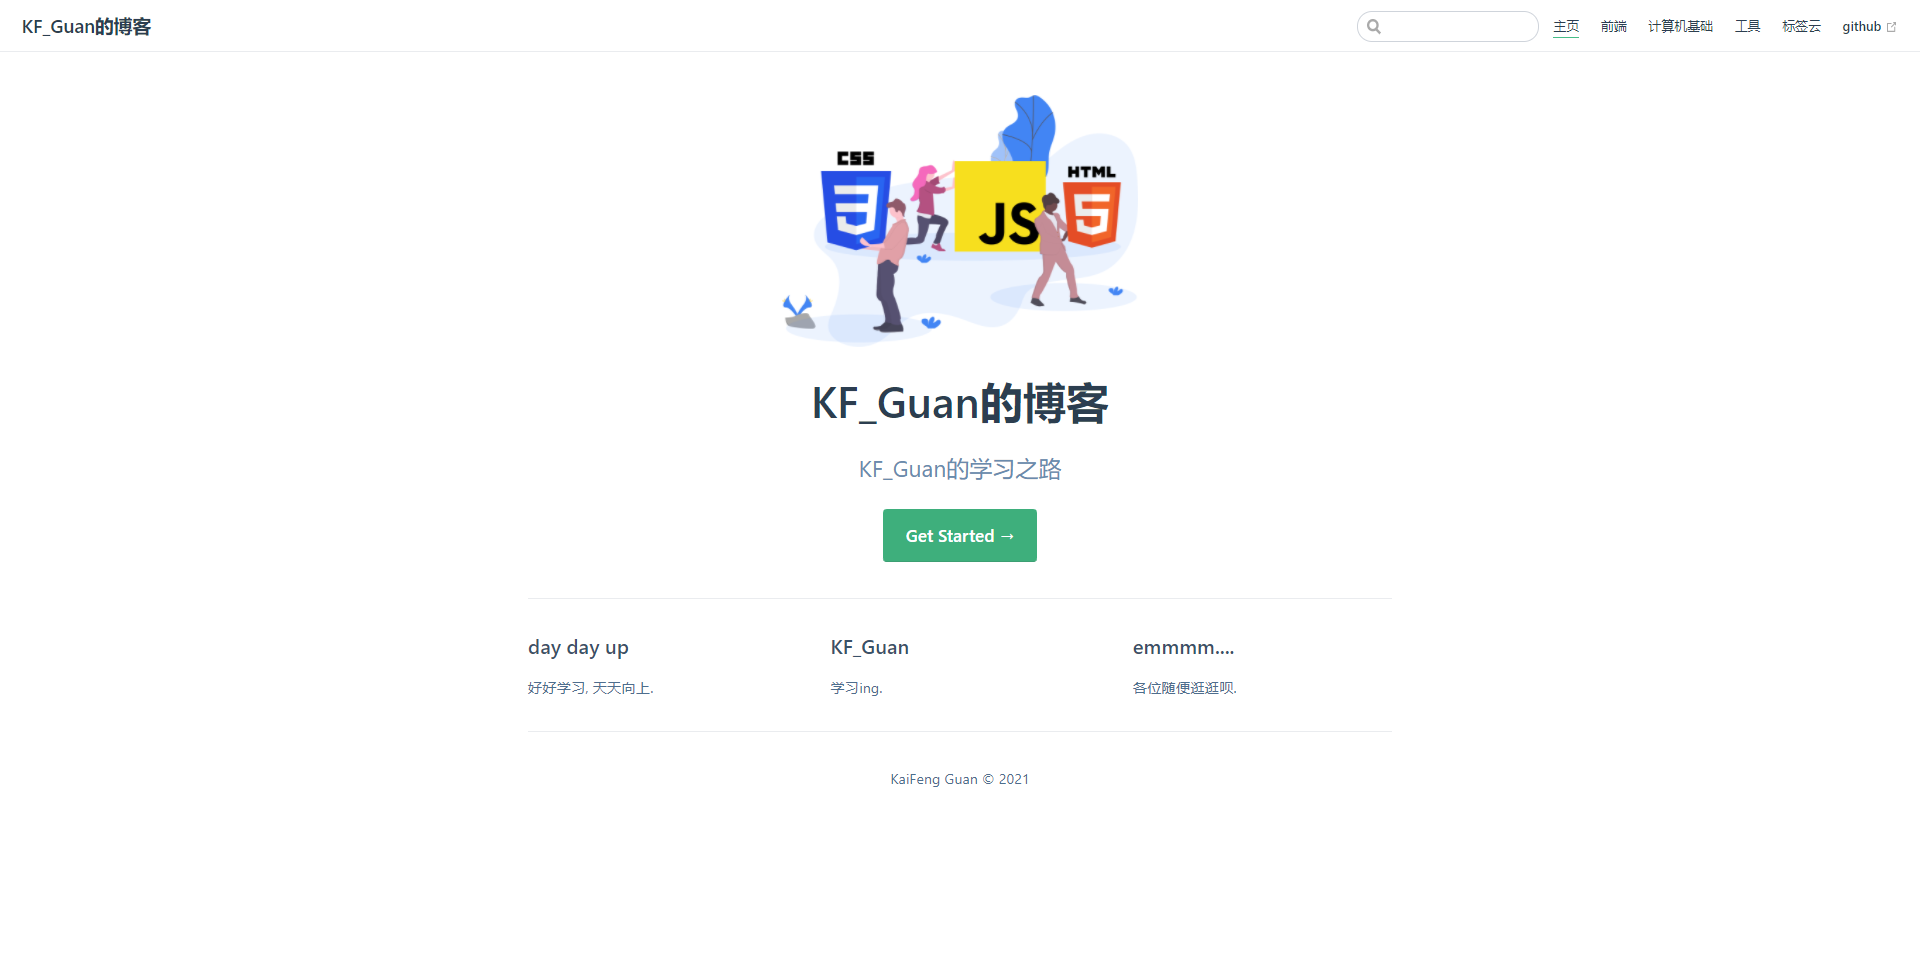 KF_Guan的博客
主页 前端 计算机基础 工具 标签云 github
CSS
HTML
JS
KF_Guan的博客
KF_Guan的学习之路
Get Started →
day day up
好好学习, 天天向上.
KF_Guan
学习ing.
emmmm....
各位随便逛逛呗.
KaiFeng Guan © 2021